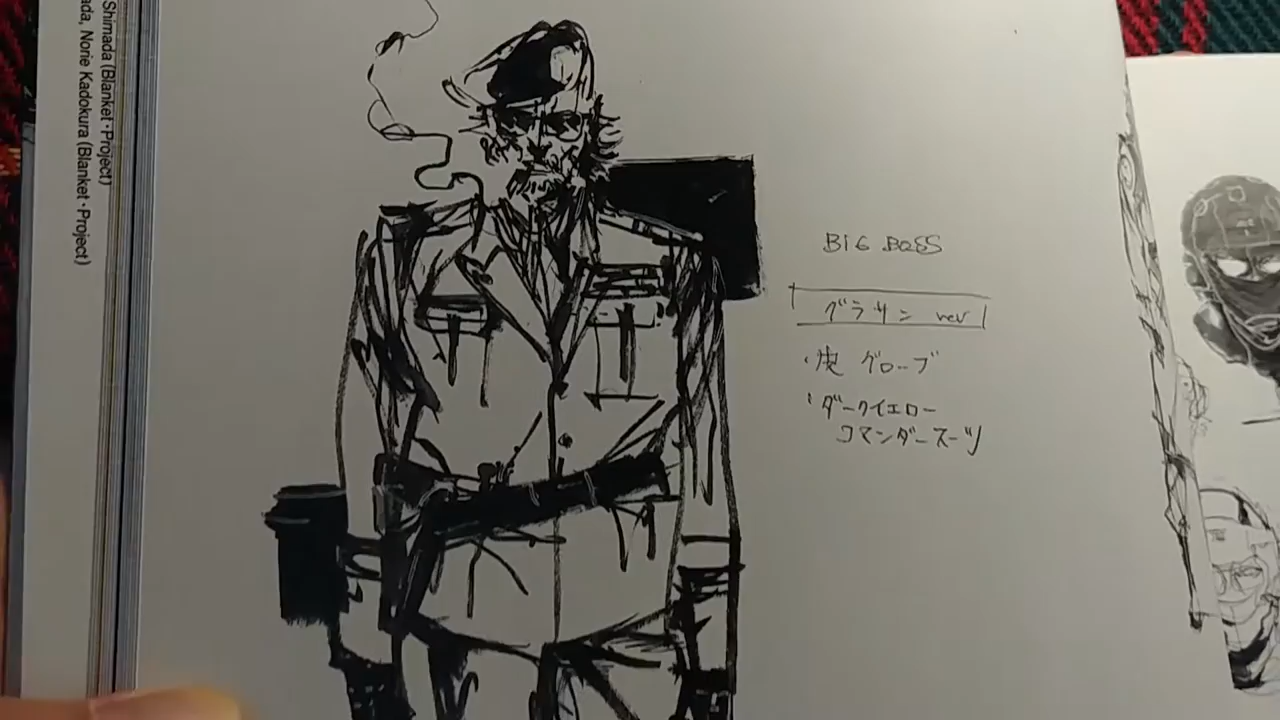 Shimada (Blanket・Project)
ada, Norie Kadokura (Blanket・Project)
BIG BOSS
グラサン ver
・皮 グローブ
・ダークイエロー
コマンダースーツ